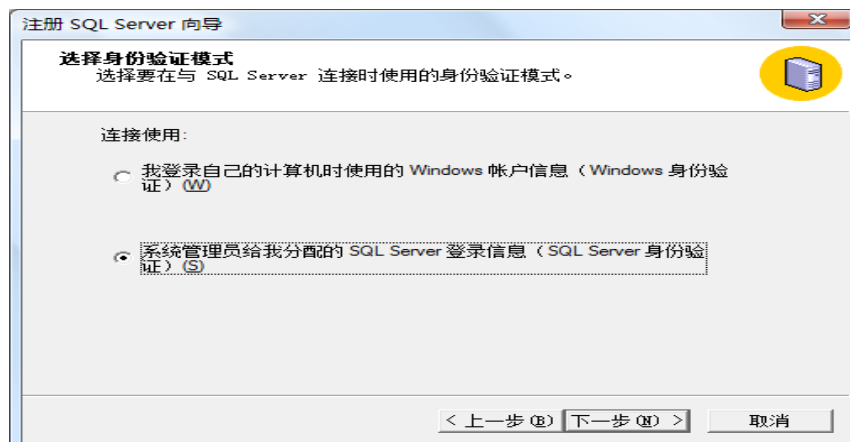 注册 SQL Server 向导
选择身份验证模式
选择要在与 SQL Server 连接时使用的身份验证模式。
连接使用:
我登录自己的计算机时使用的 Windows 帐户信息（Windows 身份验
证）(W)
系统管理员给我分配的 SQL Server 登录信息（SQL Server 身份验
证）(S)
< 上一步(B) 下一步(N) > 取消